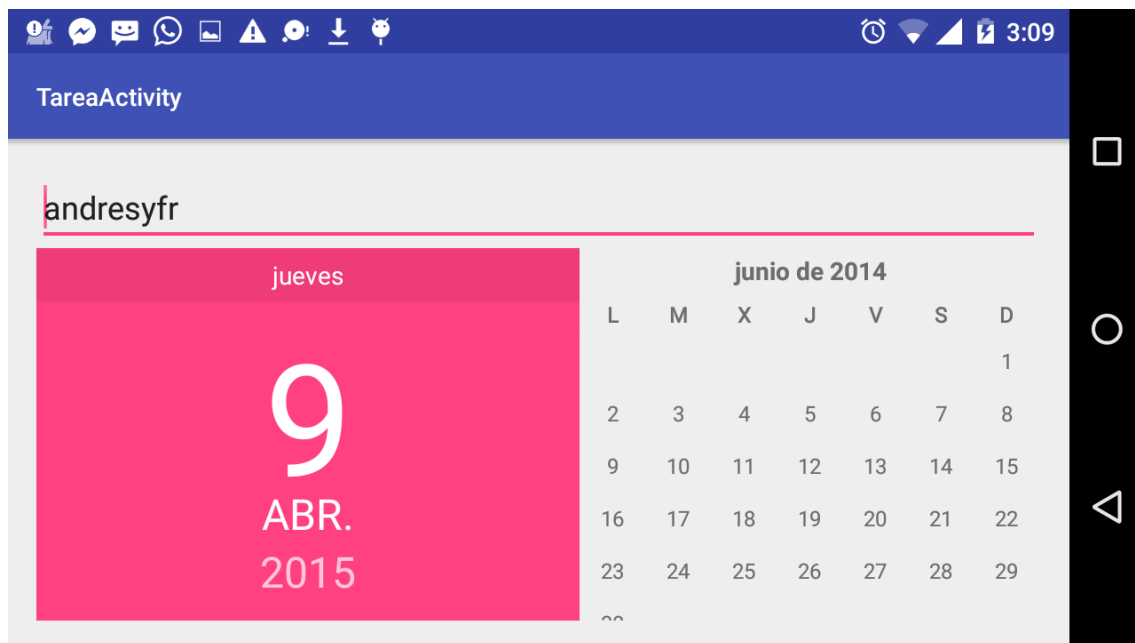 3:09
TareaActivity
andresyfr
jueves
9
ABR.
2015
junio de 2014
L M X J V S D
1
2 3 4 5 6 7 8
9 10 11 12 13 14 15
16 17 18 19 20 21 22
23 24 25 26 27 28 29